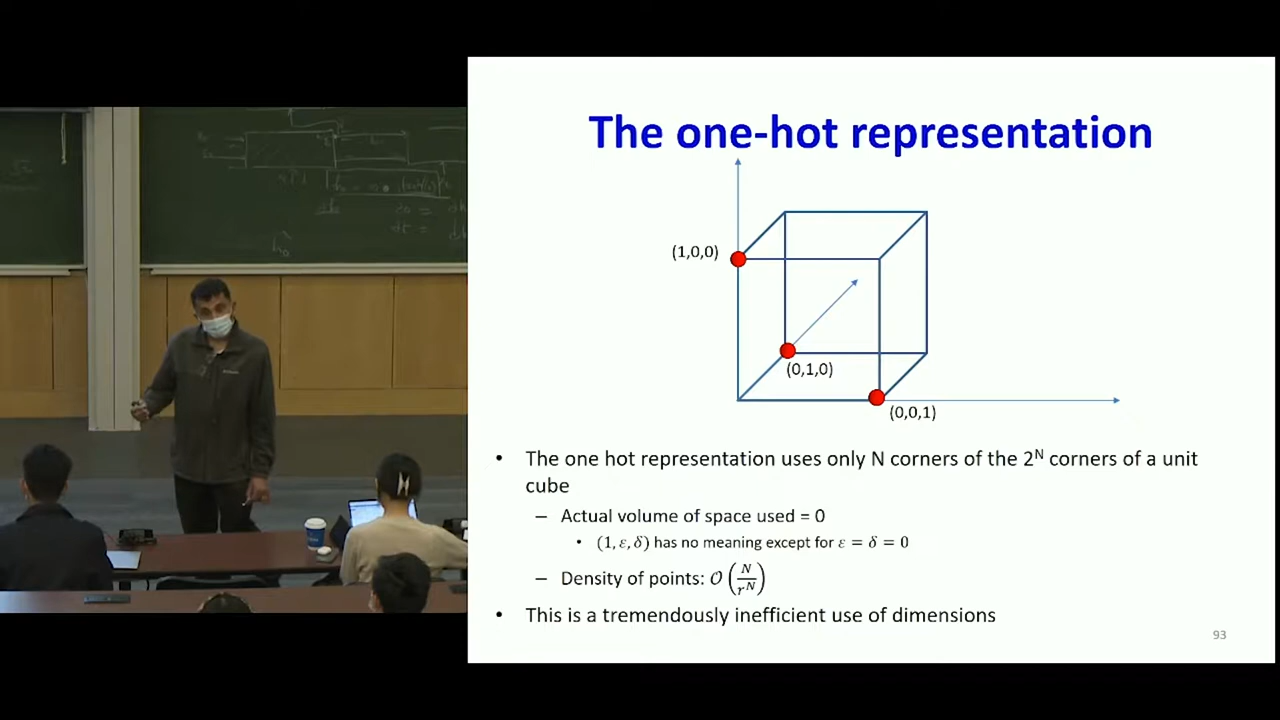 The one-hot representation
(1,0,0)
(0,1,0)
(0,0,1)
• The one hot representation uses only N corners of the 2ᴺ corners of a unit
cube
– Actual volume of space used = 0
• (1, ε, δ) has no meaning except for ε = δ = 0
– Density of points: 𝒪(N/rᴺ)
• This is a tremendously inefficient use of dimensions
93